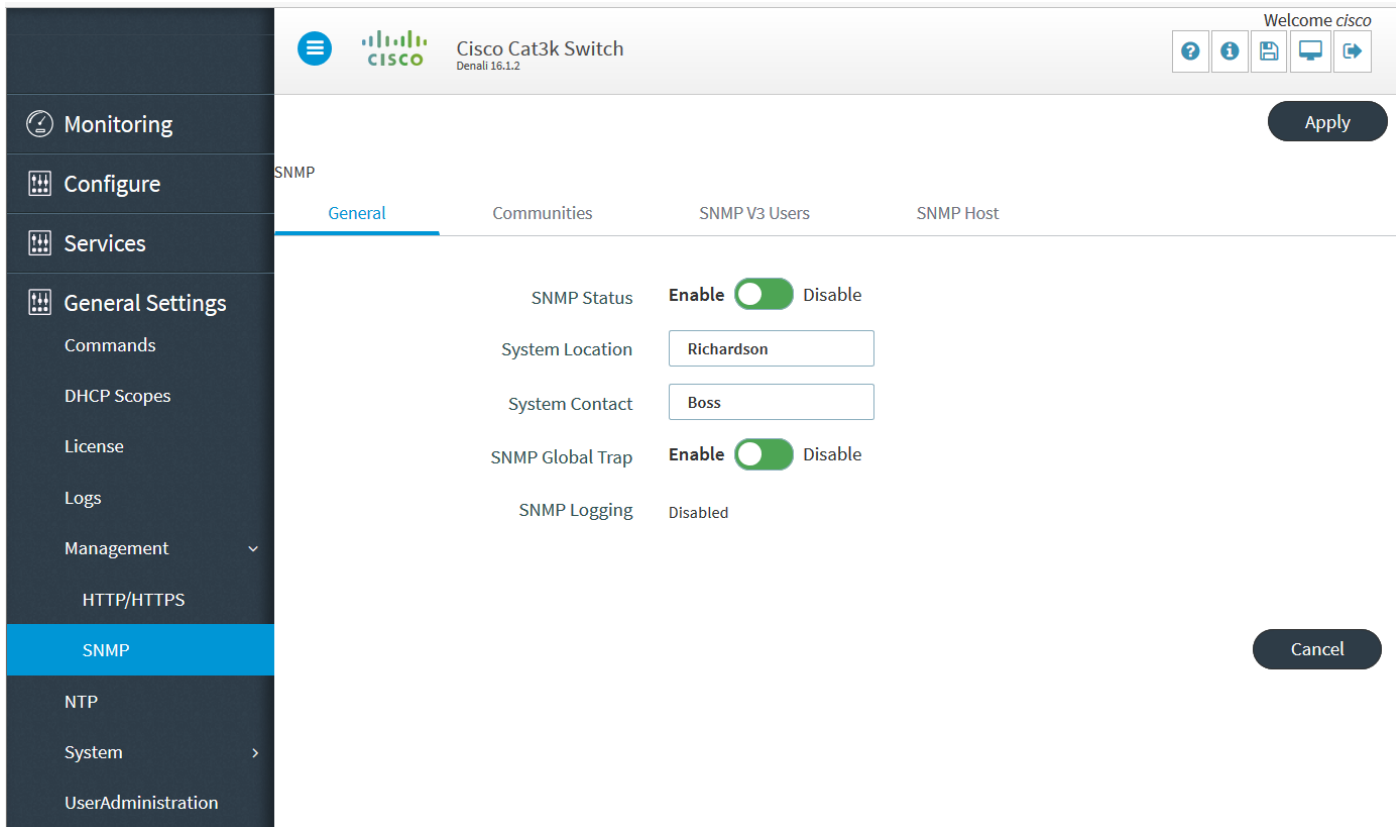 Welcome cisco
CISCO
Cisco Cat3k Switch
Denali 16.1.2
Monitoring
Configure
Services
General Settings
Commands
DHCP Scopes
License
Logs
Management
HTTP/HTTPS
SNMP
NTP
System
UserAdministration
Apply
SNMP
General Communities SNMP V3 Users SNMP Host
SNMP Status Enable Disable
System Location Richardson
System Contact Boss
SNMP Global Trap Enable Disable
SNMP Logging Disabled
Cancel